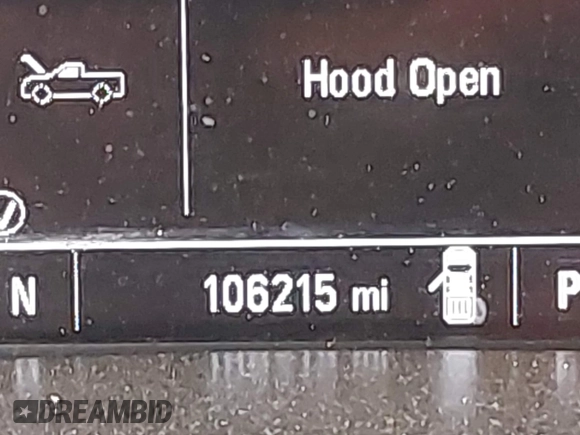 Hood Open
N
106215 mi
P
DREAMBID